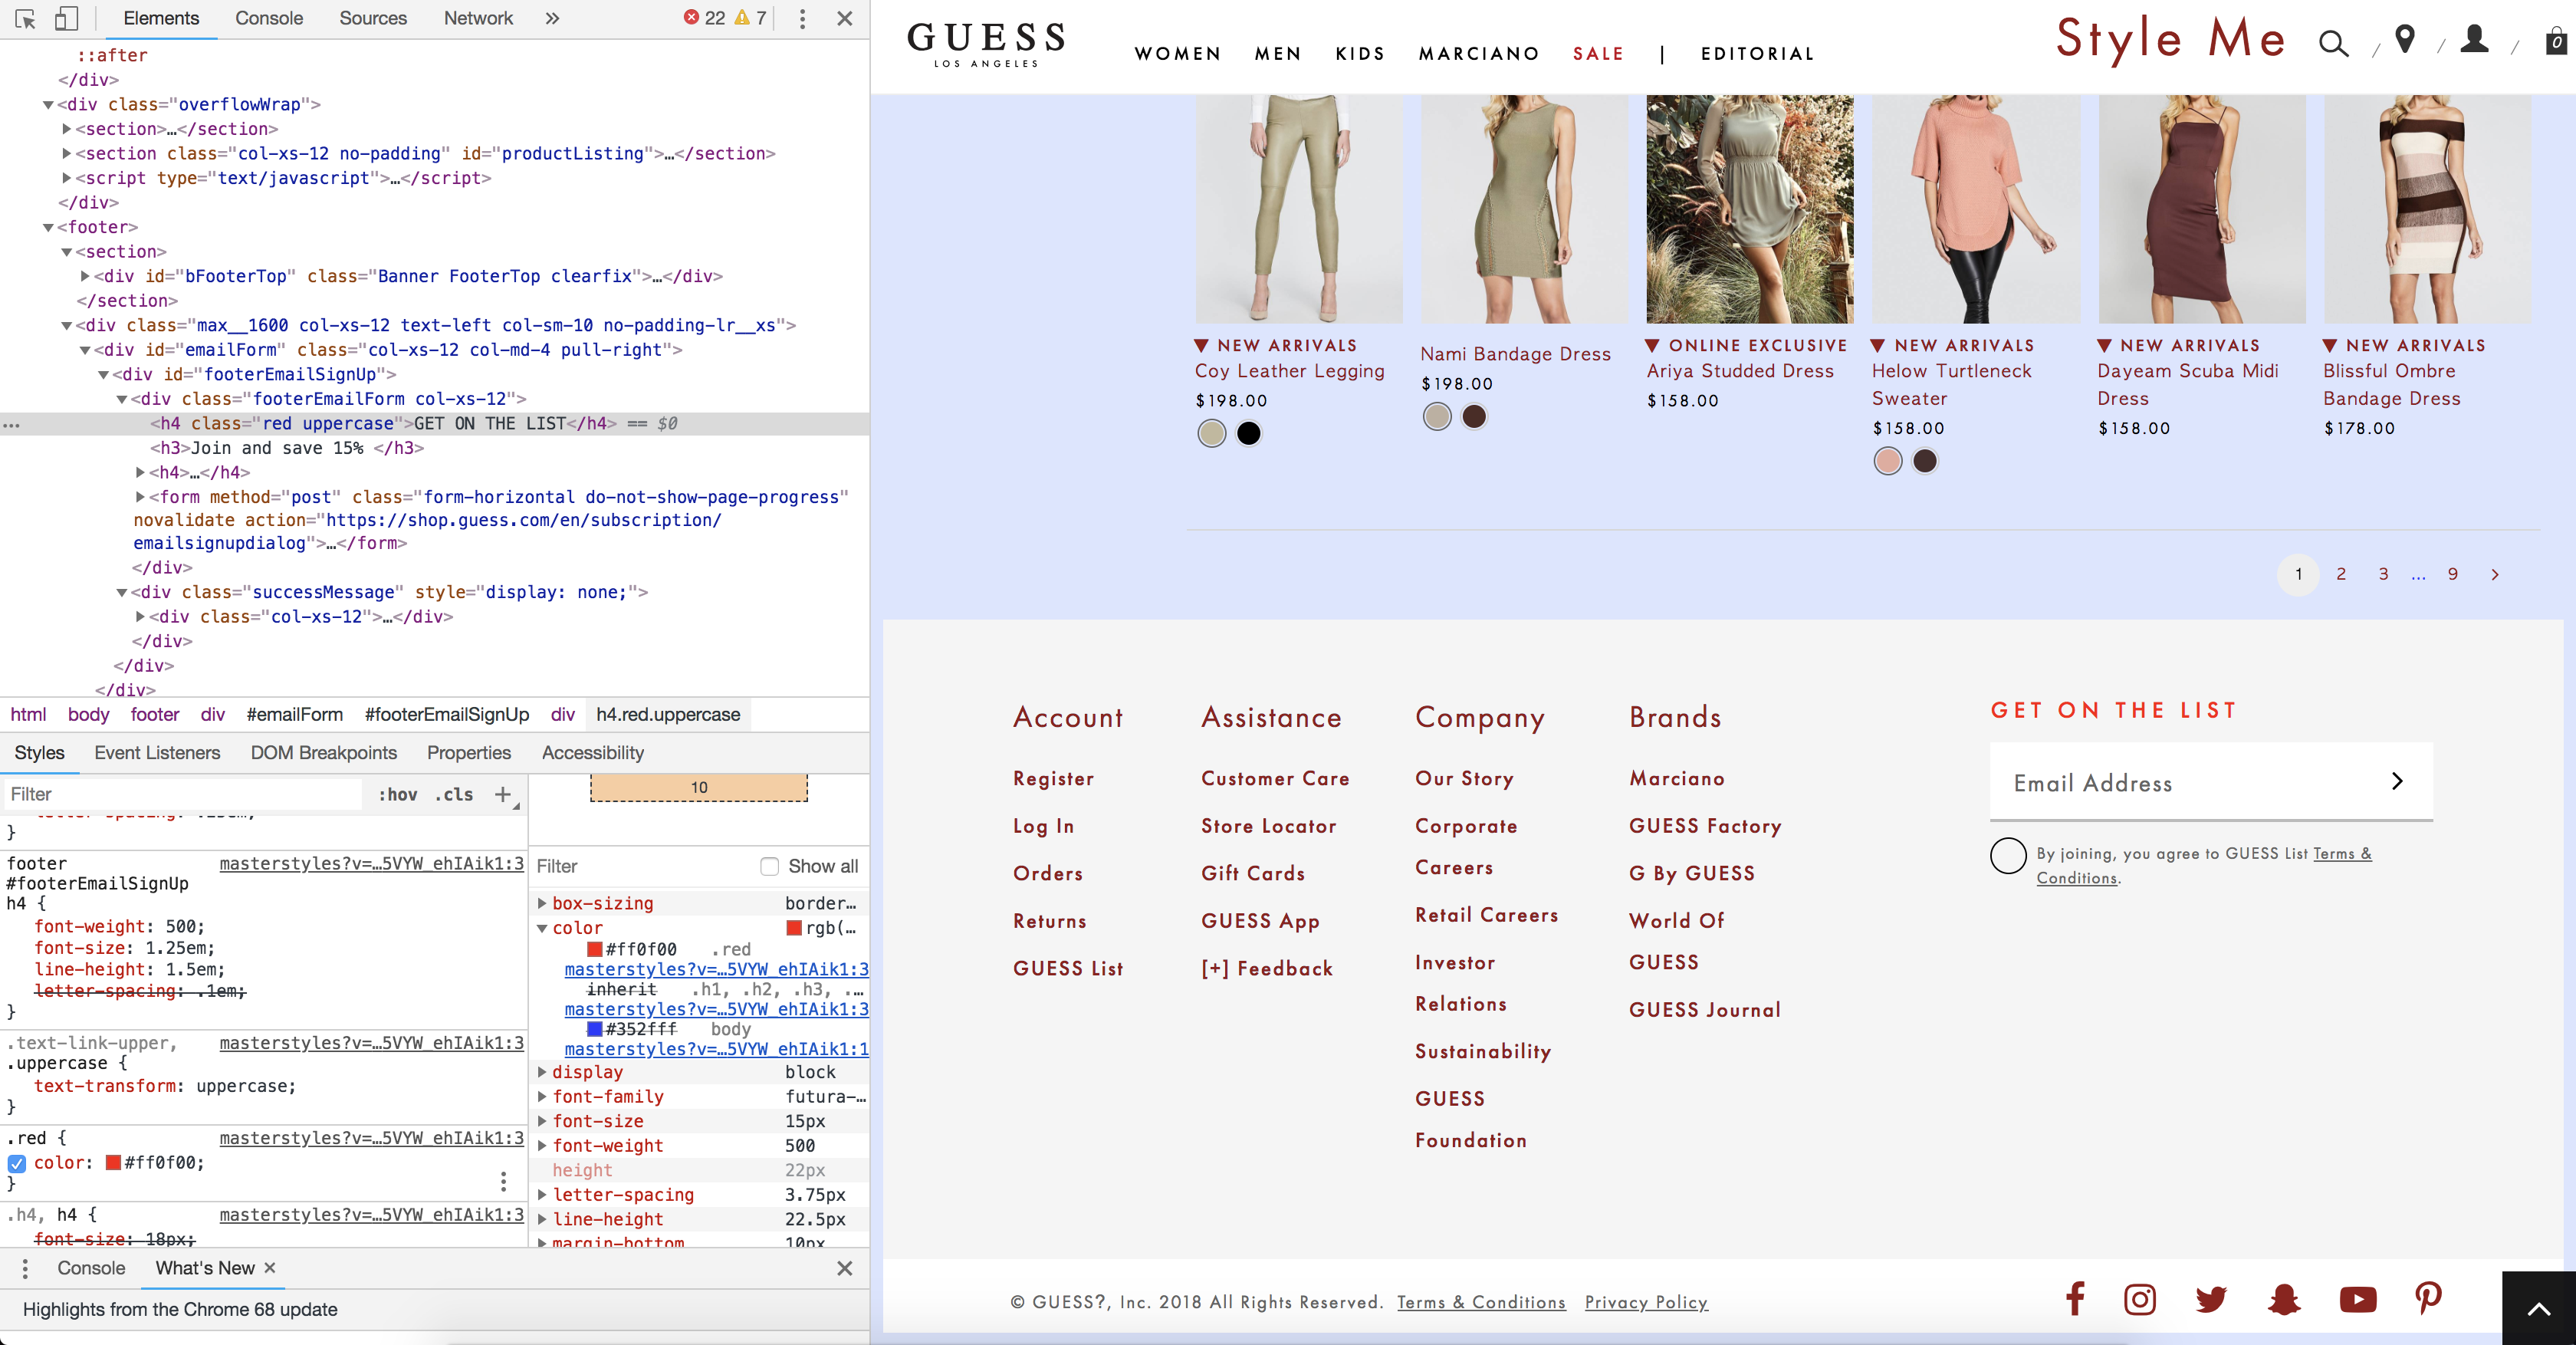 Elements Console Sources Network » 22 7
::after
</div>
<div class="overflowWrap">
<section>…</section>
<section class="col-xs-12 no-padding" id="productListing">…</section>
<script type="text/javascript">…</script>
</div>
<footer>
<section>
<div id="bFooterTop" class="Banner FooterTop clearfix">…</div>
</section>
<div class="max__1600 col-xs-12 text-left col-sm-10 no-padding-lr__xs">
<div id="emailForm" class="col-xs-12 col-md-4 pull-right">
<div id="footerEmailSignUp">
<div class="footerEmailForm col-xs-12">
… <h4 class="red uppercase">GET ON THE LIST</h4> == $0
<h3>Join and save 15% </h3>
<h4>…</h4>
<form method="post" class="form-horizontal do-not-show-page-progress"
novalidate action="https://shop.guess.com/en/subscription/
emailsignupdialog">…</form>
</div>
<div class="successMessage" style="display: none;">
<div class="col-xs-12">…</div>
</div>
</div>
</div>
html body footer div #emailForm #footerEmailSignUp div h4.red.uppercase
Styles Event Listeners DOM Breakpoints Properties Accessibility
Filter :hov .cls +
}
footer masterstyles?v=…5VYW_ehIAik1:3
#footerEmailSignUp
h4 {
font-weight: 500;
font-size: 1.25em;
line-height: 1.5em;
letter-spacing: .1em;
}
.text-link-upper, masterstyles?v=…5VYW_ehIAik1:3
.uppercase {
text-transform: uppercase;
}
.red { masterstyles?v=…5VYW_ehIAik1:3
color: #ff0f00;
}
.h4, h4 { masterstyles?v=…5VYW_ehIAik1:3
font-size: 18px;
10
Filter Show all
box-sizing border…
color rgb(…
#ff0f00 .red
masterstyles?v=…5VYW_ehIAik1:3
inherit .h1, .h2, .h3, .…
masterstyles?v=…5VYW_ehIAik1:3
#352fff body
masterstyles?v=…5VYW_ehIAik1:1
display block
font-family futura-…
font-size 15px
font-weight 500
height 22px
letter-spacing 3.75px
line-height 22.5px
margin-bottom 10px
Console What's New ×
Highlights from the Chrome 68 update
GUESS
LOS ANGELES
WOMEN MEN KIDS MARCIANO SALE | EDITORIAL
Style Me / / / 0
NEW ARRIVALS
Coy Leather Legging
$198.00
Nami Bandage Dress
$198.00
ONLINE EXCLUSIVE
Ariya Studded Dress
$158.00
NEW ARRIVALS
Helow Turtleneck
Sweater
$158.00
NEW ARRIVALS
Dayeam Scuba Midi
Dress
$158.00
NEW ARRIVALS
Blissful Ombre
Bandage Dress
$178.00
1 2 3 ... 9 >
Account
Register
Log In
Orders
Returns
GUESS List
Assistance
Customer Care
Store Locator
Gift Cards
GUESS App
[+] Feedback
Company
Our Story
Corporate
Careers
Retail Careers
Investor
Relations
Sustainability
GUESS
Foundation
Brands
Marciano
GUESS Factory
G By GUESS
World Of
GUESS
GUESS Journal
GET ON THE LIST
Email Address
By joining, you agree to GUESS List Terms &
Conditions.
© GUESS?, Inc. 2018 All Rights Reserved. Terms & Conditions Privacy Policy